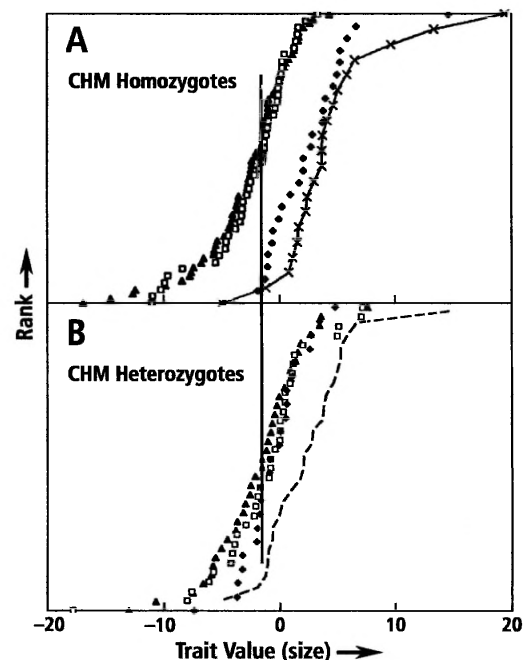 A
CHM Homozygotes
Rank
B
CHM Heterozygotes
−20 −10 0 10 20
Trait Value (size)